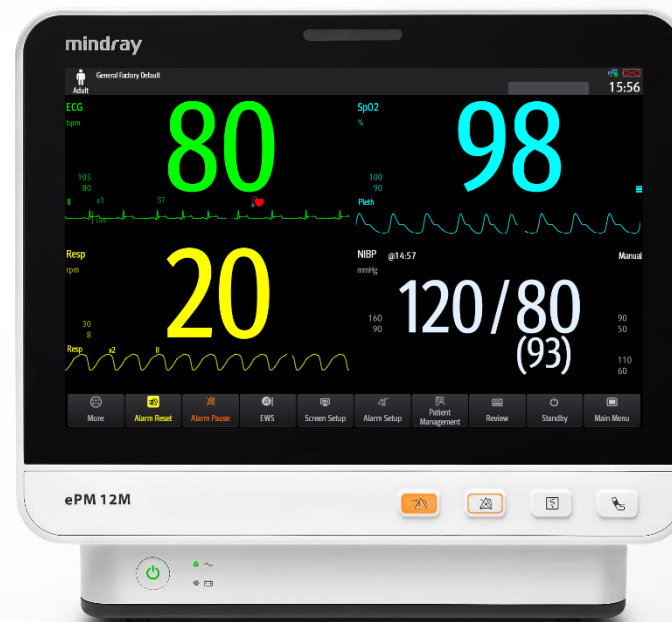 mindray
Adult
General Factory Default
15:56
ECG
bpm
80
105
80
II x1 ST
SpO2
%
98
100
90
Pleth
Resp
rpm
20
30
8
Resp x2 II
NIBP @14:57 Manual
mmHg
120/80
(93)
160
90
90
50
110
60
More
Alarm Reset
Alarm Pause
EWS
Screen Setup
Alarm Setup
Patient
Management
Review
Standby
Main Menu
ePM 12M